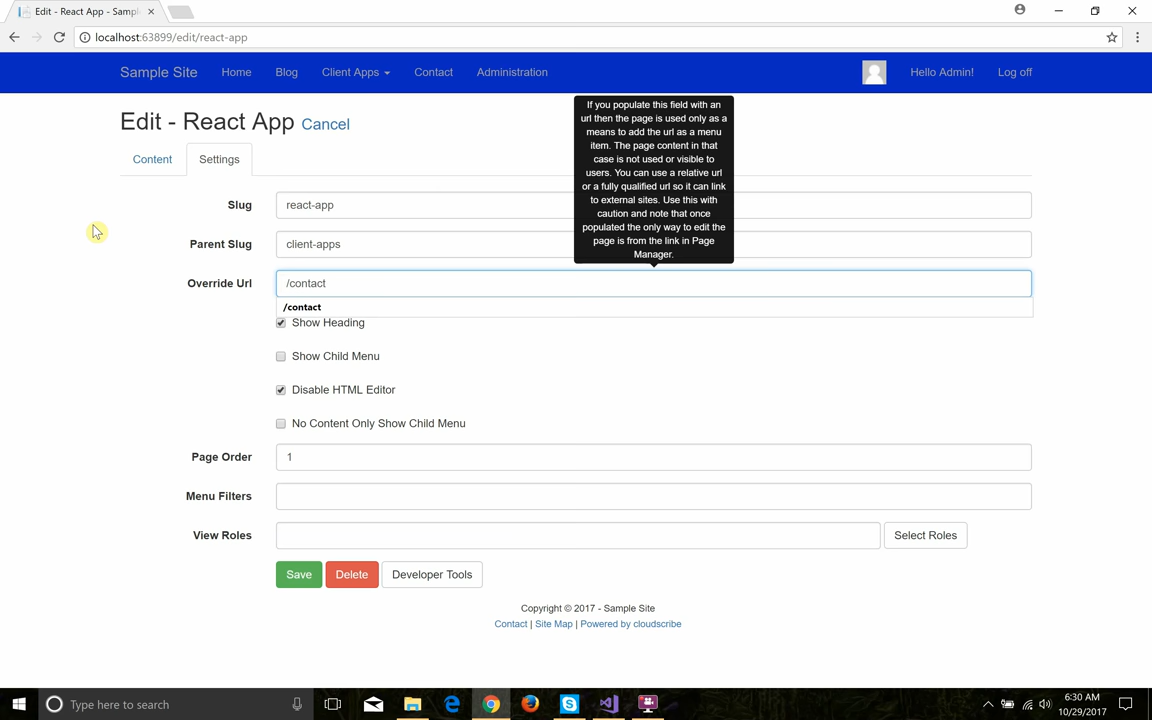 Edit - React App - Sampl
localhost:63899/edit/react-app
Sample Site Home Blog Client Apps Contact Administration Hello Admin! Log off
Edit - React App Cancel
If you populate this field with an
url then the page is used only as a
means to add the url as a menu
item. The page content in that
case is not used or visible to
users. You can use a relative url
or a fully qualified url so it can link
to external sites. Use this with
caution and note that once
populated the only way to edit the
page is from the link in Page
Manager.
Content Settings
Slug react-app
Parent Slug client-apps
Override Url /contact
/contact
Show Heading
Show Child Menu
Disable HTML Editor
No Content Only Show Child Menu
Page Order 1
Menu Filters
View Roles Select Roles
Save Delete Developer Tools
Copyright © 2017 - Sample Site
Contact | Site Map | Powered by cloudscribe
Type here to search
6:30 AM
10/29/2017